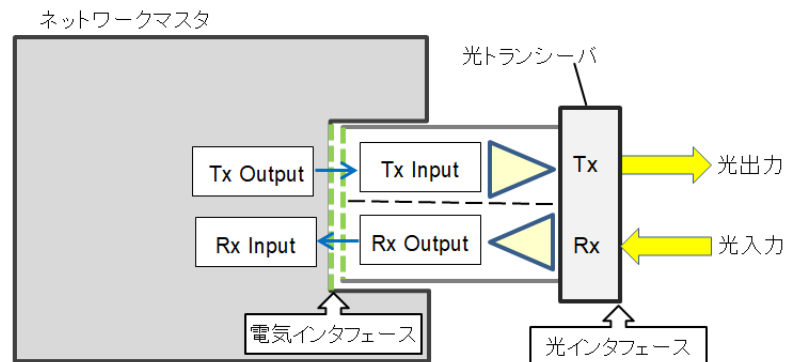 ネットワークマスタ
光トランシーバ
Tx Output
Tx Input
Tx
光出力
Rx Input
Rx Output
Rx
光入力
電気インタフェース
光インタフェース